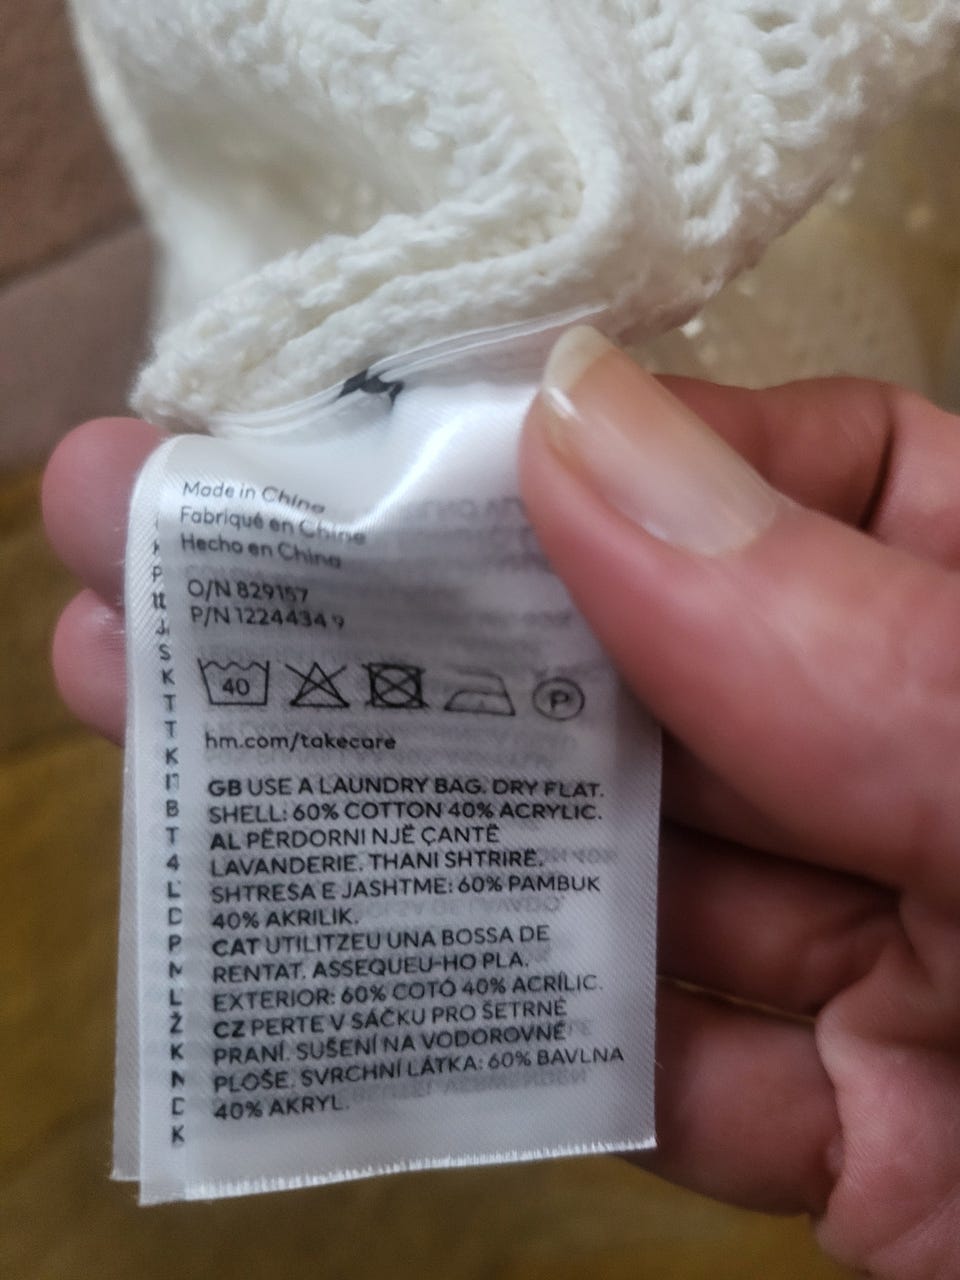 Made in China
Fabriqué en Chine
Hecho en China
O/N 829157
P/N 1224434 9
40
P
hm.com/takecare
GB USE A LAUNDRY BAG. DRY FLAT.
SHELL: 60% COTTON 40% ACRYLIC.
AL PËRDORNI NJË ÇANTË
LAVANDERIE. THANI SHTRIRË.
SHTRESA E JASHTME: 60% PAMBUK
40% AKRILIK.
CAT UTILITZEU UNA BOSSA DE
RENTAT. ASSEQUEU-HO PLA.
EXTERIOR: 60% COTÓ 40% ACRÍLIC.
CZ PERTE V SÁČKU PRO ŠETRNÉ
PRANÍ. SUŠENÍ NA VODOROVNÉ
PLOŠE. SVRCHNÍ LÁTKA: 60% BAVLNA
40% AKRYL.